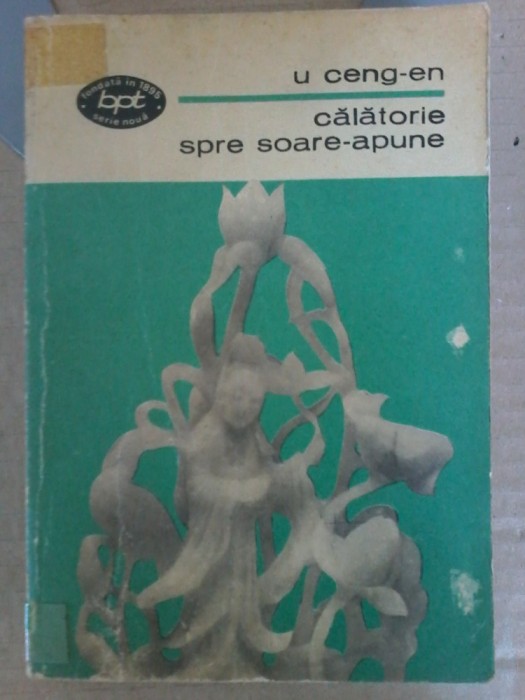 u ceng-en
călătorie
spre soare-apune
fondată în 1895
bpt
serie nouă